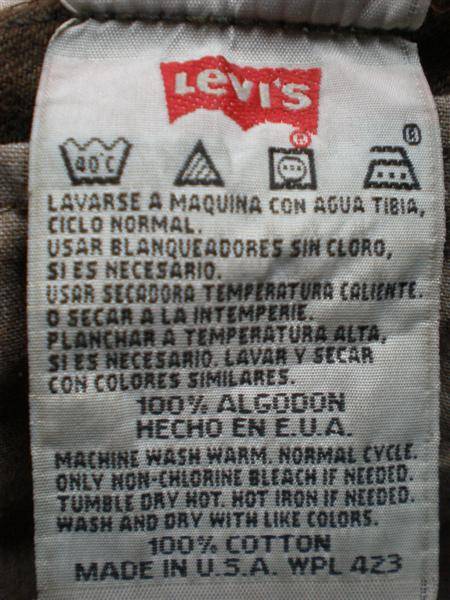 Levi's
®
®
40°C
LAVARSE A MAQUINA CON AGUA TIBIA,
CICLO NORMAL.
USAR BLANQUEADORES SIN CLORO,
SI ES NECESARIO.
USAR SECADORA TEMPERATURA CALIENTE.
O SECAR A LA INTEMPERIE.
PLANCHAR A TEMPERATURA ALTA,
SI ES NECESARIO. LAVAR Y SECAR
CON COLORES SIMILARES.
100% ALGODON
HECHO EN E.U.A.
MACHINE WASH WARM. NORMAL CYCLE.
ONLY NON-CHLORINE BLEACH IF NEEDED.
TUMBLE DRY HOT. HOT IRON IF NEEDED.
WASH AND DRY WITH LIKE COLORS.
100% COTTON
MADE IN U.S.A. WPL 423